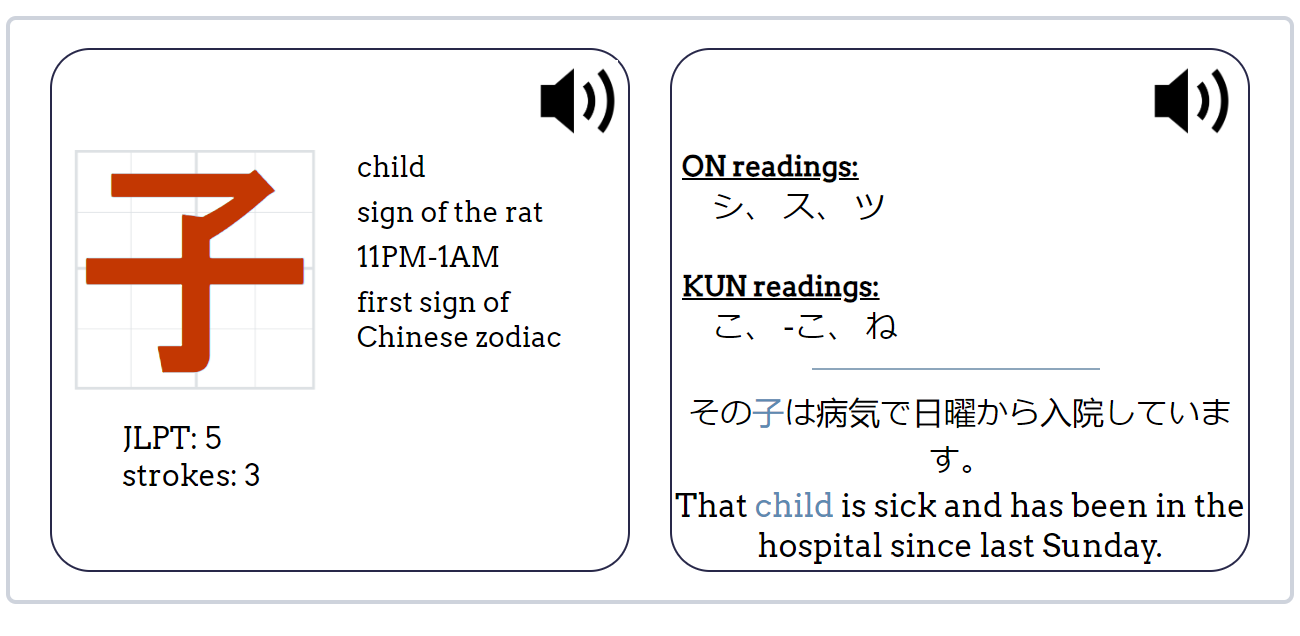 子
child
sign of the rat
11PM-1AM
first sign of
Chinese zodiac
JLPT: 5
strokes: 3
ON readings:
シ、 ス、 ツ
KUN readings:
こ、 -こ、 ね
その子は病気で日曜から入院していま
す。
That child is sick and has been in the
hospital since last Sunday.